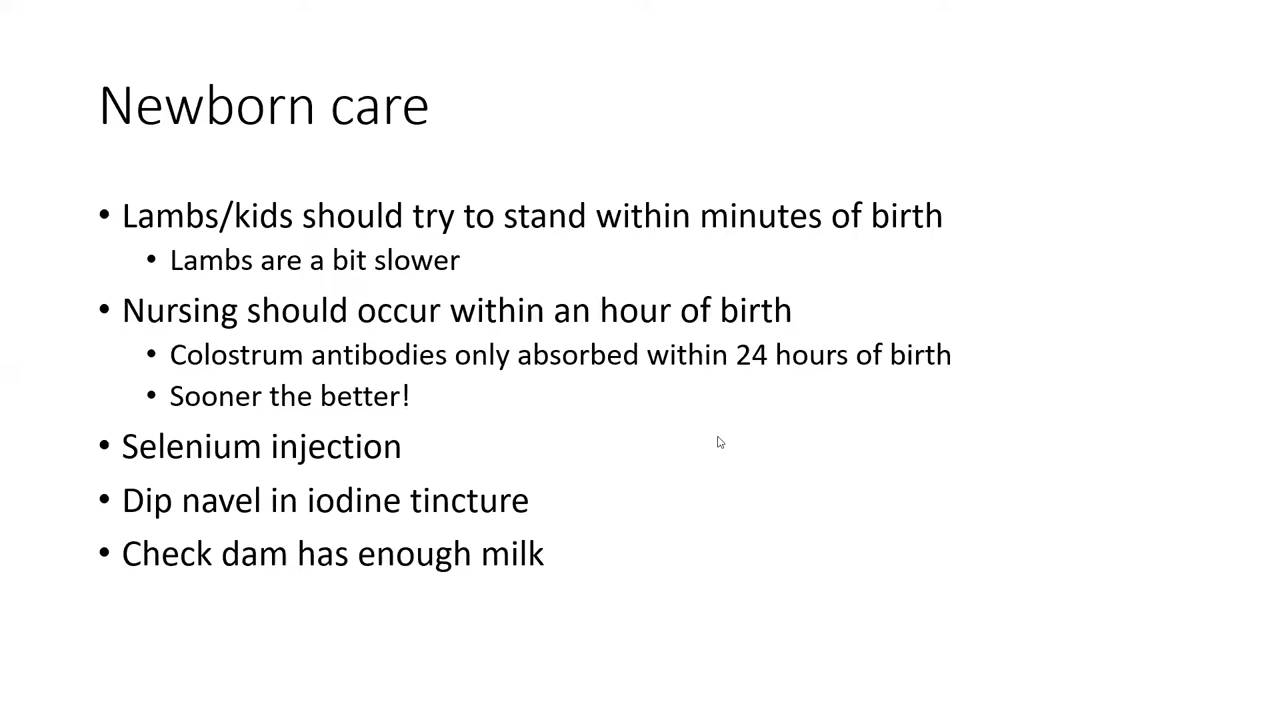 Newborn care
• Lambs/kids should try to stand within minutes of birth
• Lambs are a bit slower
• Nursing should occur within an hour of birth
• Colostrum antibodies only absorbed within 24 hours of birth
• Sooner the better!
• Selenium injection
• Dip navel in iodine tincture
• Check dam has enough milk